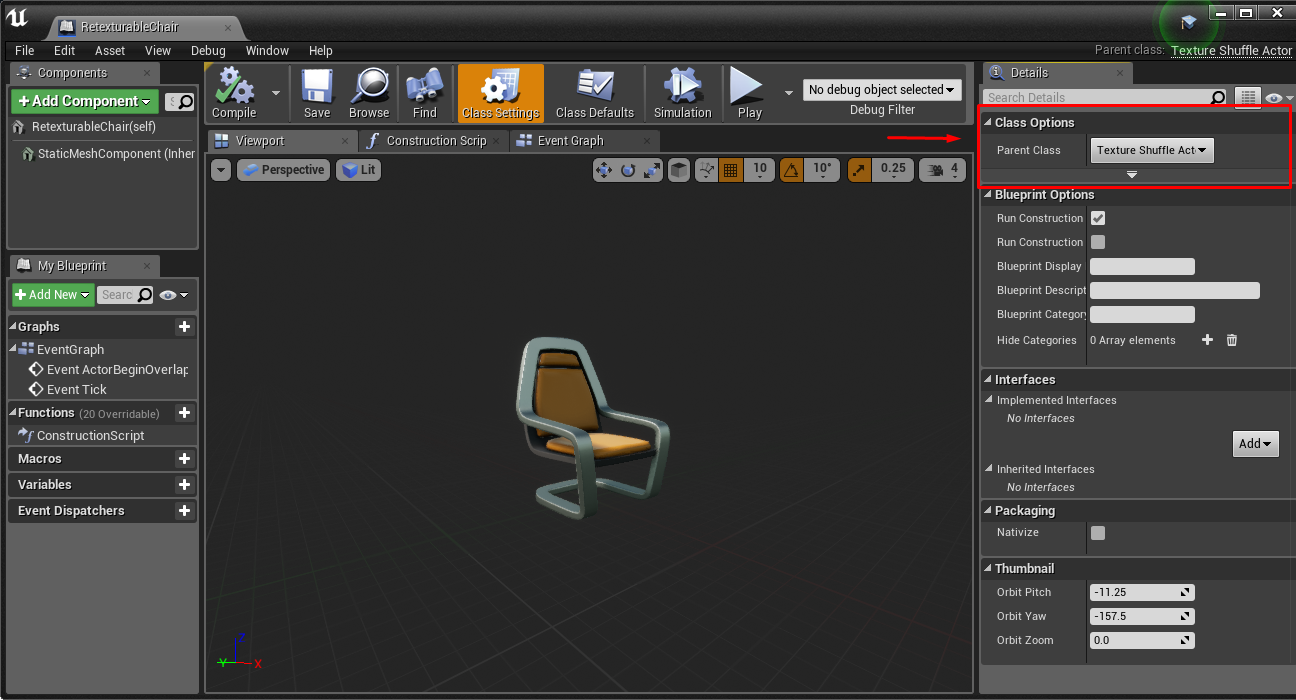 RetexturableChair
File Edit Asset View Debug Window Help
Parent class: Texture Shuffle Actor
Components
+Add Component
RetexturableChair(self)
StaticMeshComponent (Inher
My Blueprint
+Add New
Searc
Graphs
EventGraph
Event ActorBeginOverlap
Event Tick
Functions (20 Overridable)
ConstructionScript
Macros
Variables
Event Dispatchers
Compile
Save
Browse
Find
Class Settings
Class Defaults
Simulation
Play
No debug object selected
Debug Filter
Viewport
Construction Scrip
Event Graph
Perspective
Lit
10
10°
0.25
4
Z
Y
X
Details
Search Details
Class Options
Parent Class Texture Shuffle Act
Blueprint Options
Run Construction
Run Construction
Blueprint Display
Blueprint Descript
Blueprint Category
Hide Categories 0 Array elements
Interfaces
Implemented Interfaces
No Interfaces
Add
Inherited Interfaces
No Interfaces
Packaging
Nativize
Thumbnail
Orbit Pitch -11.25
Orbit Yaw -157.5
Orbit Zoom 0.0